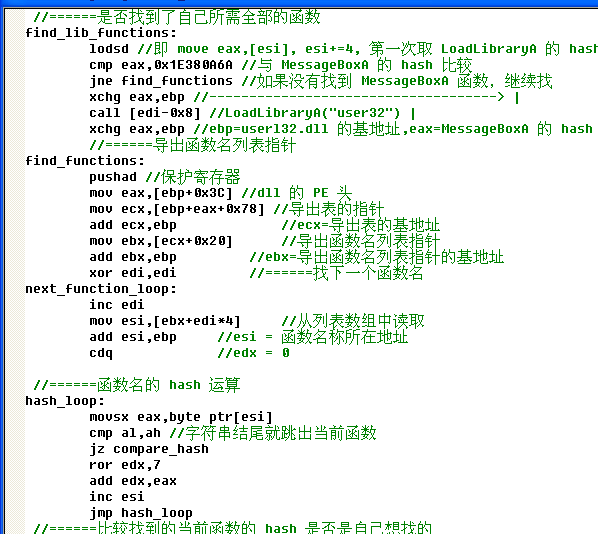 //======是否找到了自己所需全部的函数
find_lib_functions:
lodsd //即 move eax,[esi], esi+=4, 第一次取 LoadLibraryA 的 hash
cmp eax,0x1E380A6A //与 MessageBoxA 的 hash 比较
jne find_functions //如果没有找到 MessageBoxA 函数，继续找
xchg eax,ebp //------------------------------------> |
call [edi-0x8] //LoadLibraryA("user32") |
xchg eax,ebp //ebp=userl32.dll 的基地址,eax=MessageBoxA 的 hash
//======导出函数名列表指针
find_functions:
pushad //保护寄存器
mov eax,[ebp+0x3C] //dll 的 PE 头
mov ecx,[ebp+eax+0x78] //导出表的指针
add ecx,ebp //ecx=导出表的基地址
mov ebx,[ecx+0x20] //导出函数名列表指针
add ebx,ebp //ebx=导出函数名列表指针的基地址
xor edi,edi //======找下一个函数名
next_function_loop:
inc edi
mov esi,[ebx+edi*4] //从列表数组中读取
add esi,ebp //esi = 函数名称所在地址
cdq //edx = 0
//======函数名的 hash 运算
hash_loop:
movsx eax,byte ptr[esi]
cmp al,ah //字符串结尾就跳出当前函数
jz compare_hash
ror edx,7
add edx,eax
inc esi
jmp hash_loop
//======比较找到的当前函数的 hash 是否是自己想找的